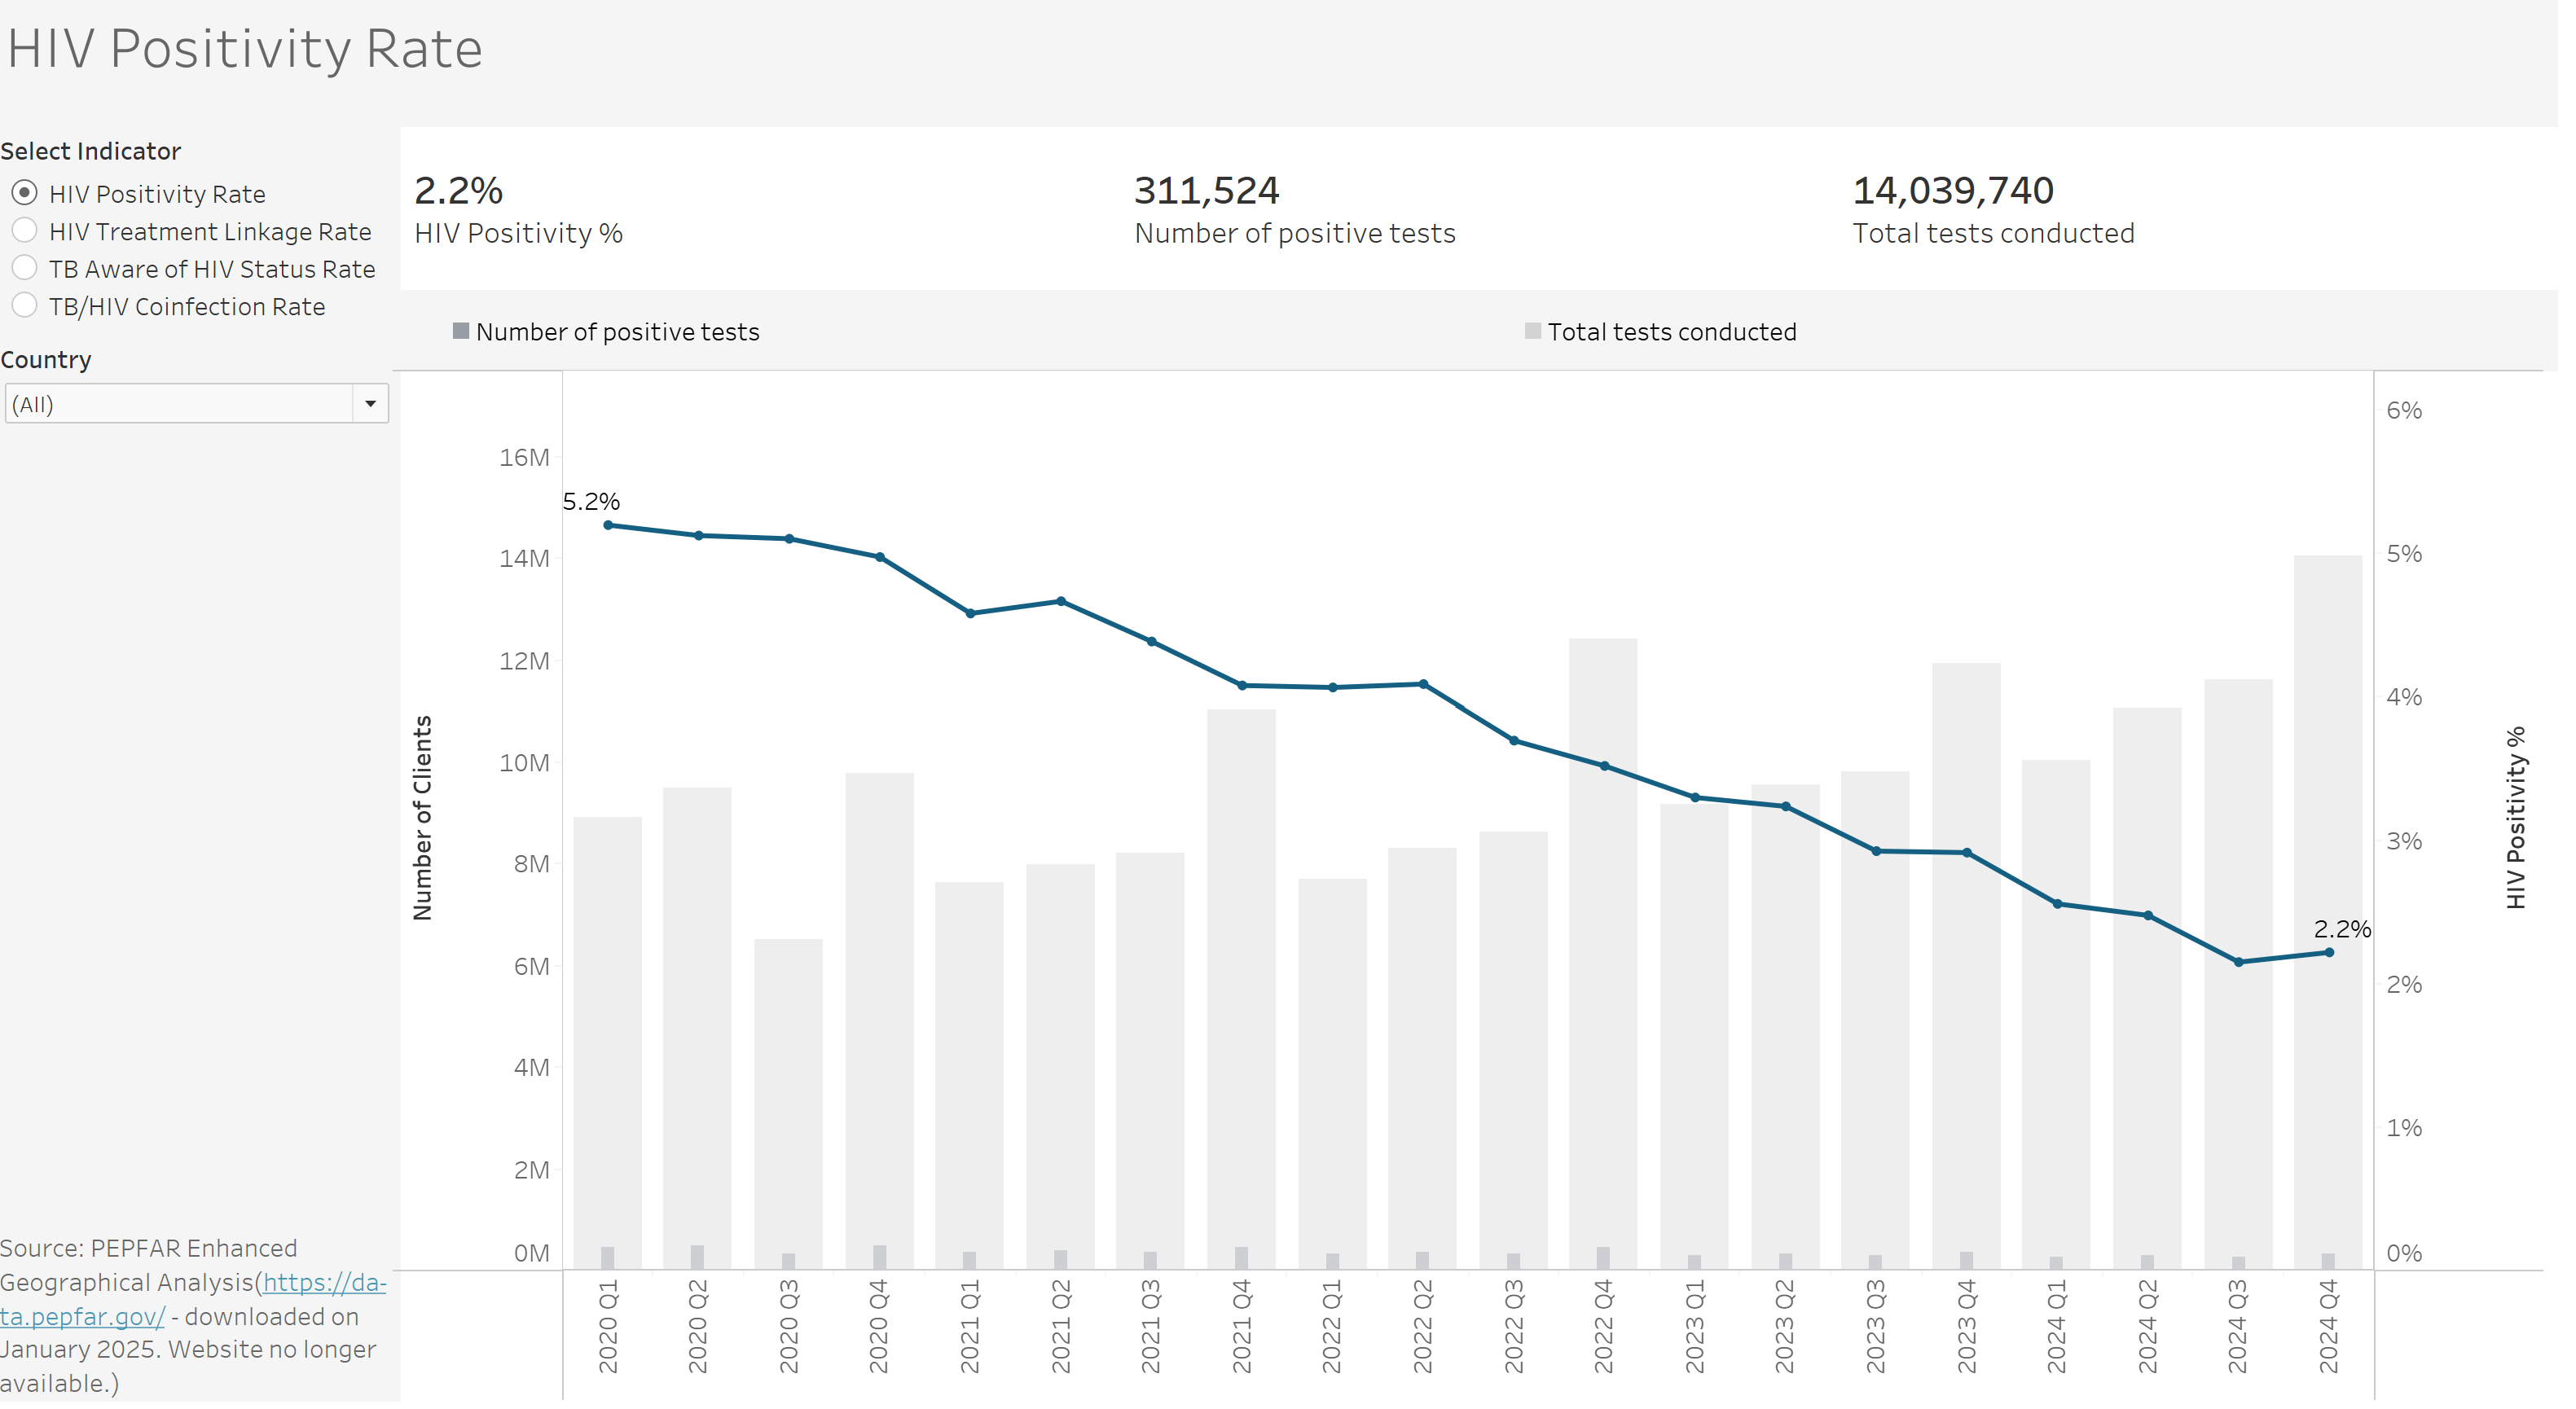 HIV Positivity Rate
Select Indicator
HIV Positivity Rate
HIV Treatment Linkage Rate
TB Aware of HIV Status Rate
TB/HIV Coinfection Rate
Country
(All)
2.2%
HIV Positivity %
311,524
Number of positive tests
14,039,740
Total tests conducted
Number of positive tests
Total tests conducted
Number of Clients
16M
14M
12M
10M
8M
6M
4M
2M
0M
5.2%
2.2%
6%
5%
4%
3%
2%
1%
0%
HIV Positivity %
2020 Q1
2020 Q2
2020 Q3
2020 Q4
2021 Q1
2021 Q2
2021 Q3
2021 Q4
2022 Q1
2022 Q2
2022 Q3
2022 Q4
2023 Q1
2023 Q2
2023 Q3
2023 Q4
2024 Q1
2024 Q2
2024 Q3
2024 Q4
Source: PEPFAR Enhanced
Geographical Analysis(https://da-
ta.pepfar.gov/ - downloaded on
January 2025. Website no longer
available.)